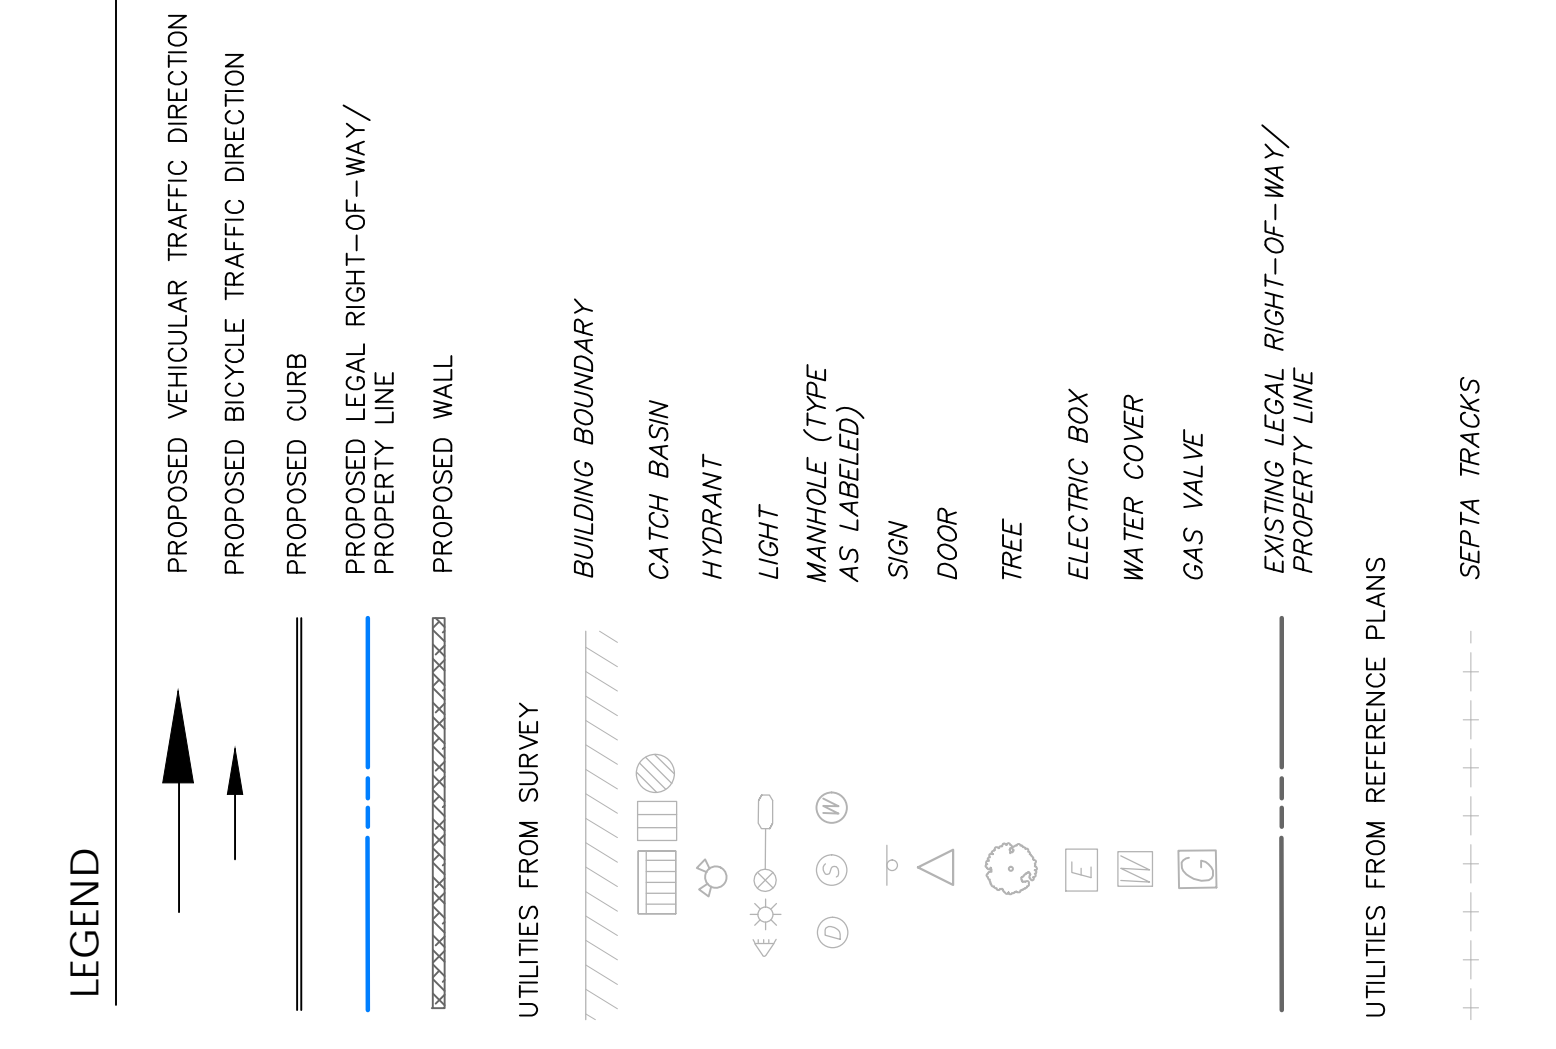 LEGEND
PROPOSED VEHICULAR TRAFFIC DIRECTION
PROPOSED BICYCLE TRAFFIC DIRECTION
PROPOSED CURB
PROPOSED LEGAL RIGHT-OF-WAY/
PROPERTY LINE
PROPOSED WALL
UTILITIES FROM SURVEY
BUILDING BOUNDARY
CATCH BASIN
HYDRANT
LIGHT
D S W MANHOLE (TYPE
AS LABELED)
SIGN
DOOR
TREE
E ELECTRIC BOX
W WATER COVER
G GAS VALVE
EXISTING LEGAL RIGHT-OF-WAY/
PROPERTY LINE
UTILITIES FROM REFERENCE PLANS
SEPTA TRACKS